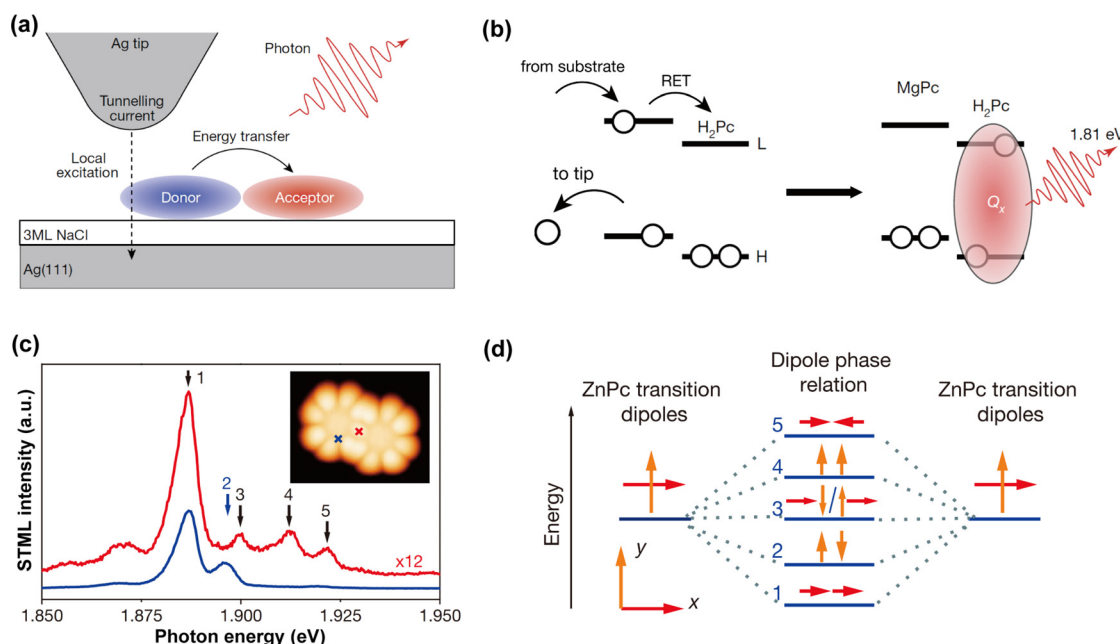 (a)
Ag tip
Photon
Tunnelling
current
Energy transfer
Local
excitation
Donor
Acceptor
3ML NaCl
Ag(111)
(b)
from substrate
RET
H₂Pc
L
to tip
H
MgPc
H₂Pc
1.81 eV
Qₓ
(c)
STML intensity (a.u.)
1
2
3
4
5
x12
1.850
1.875
1.900
1.925
1.950
Photon energy (eV)
(d)
Dipole phase
relation
ZnPc transition
dipoles
ZnPc transition
dipoles
Energy
5
4
3
/
2
1
y
x